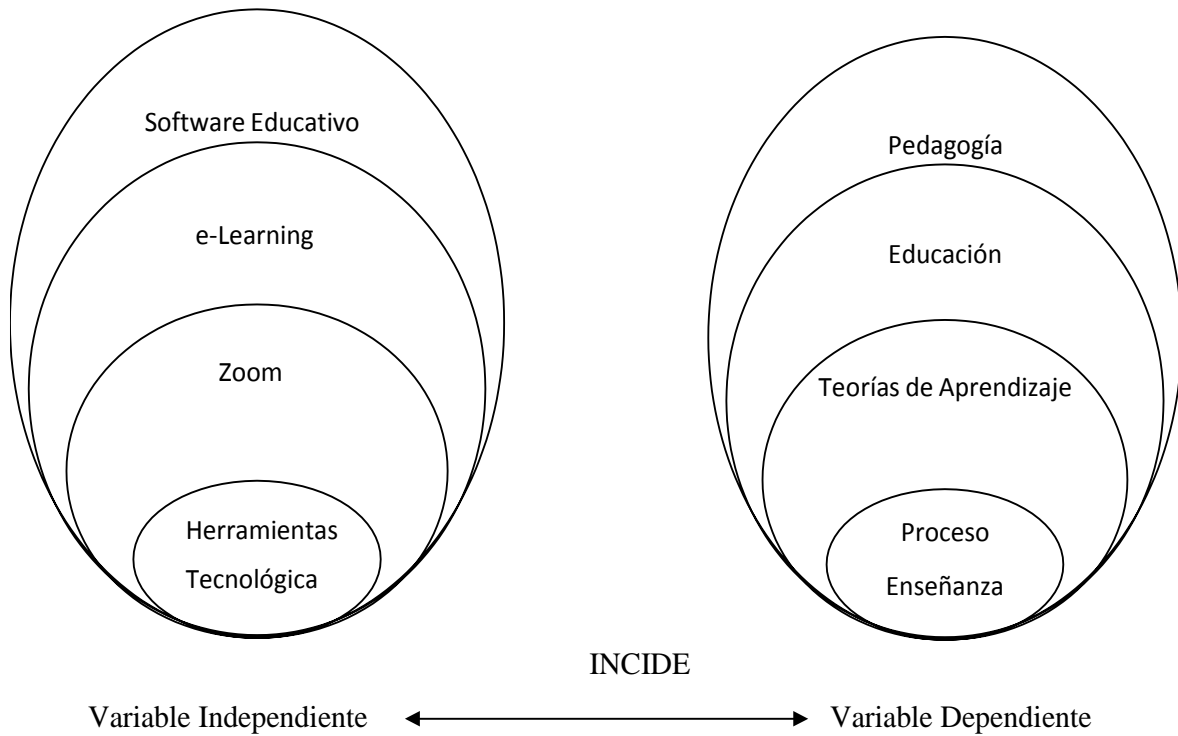 Software Educativo
e-Learning
Zoom
Herramientas
Tecnológica
Pedagogía
Educación
Teorías de Aprendizaje
Proceso
Enseñanza
INCIDE
Variable Independiente
Variable Dependiente